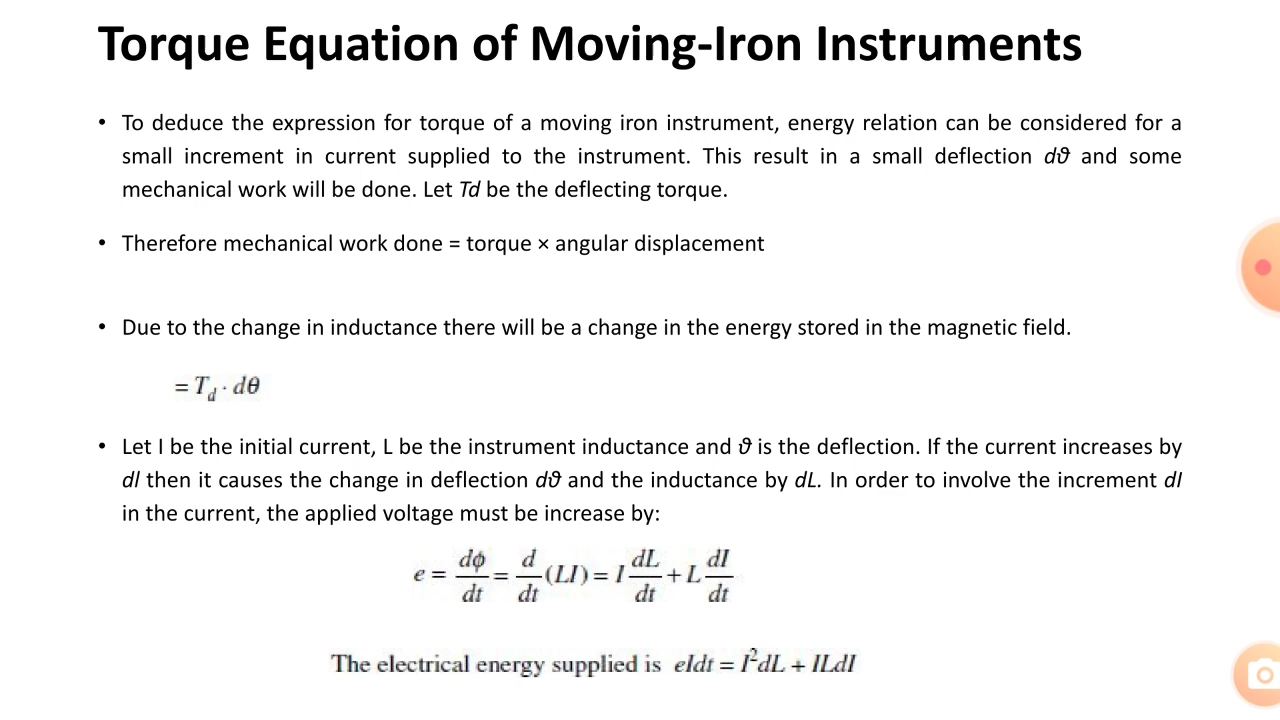 Torque Equation of Moving-Iron Instruments
• To deduce the expression for torque of a moving iron instrument, energy relation can be considered for a
small increment in current supplied to the instrument. This result in a small deflection dϑ and some
mechanical work will be done. Let Td be the deflecting torque.
• Therefore mechanical work done = torque × angular displacement
• Due to the change in inductance there will be a change in the energy stored in the magnetic field.
= T_d · dθ
• Let I be the initial current, L be the instrument inductance and ϑ is the deflection. If the current increases by
dI then it causes the change in deflection dϑ and the inductance by dL. In order to involve the increment dI
in the current, the applied voltage must be increase by:
e = dϕ/dt = d/dt (LI) = I dL/dt + L dI/dt
The electrical energy supplied is eIdt = I²dL + ILdI